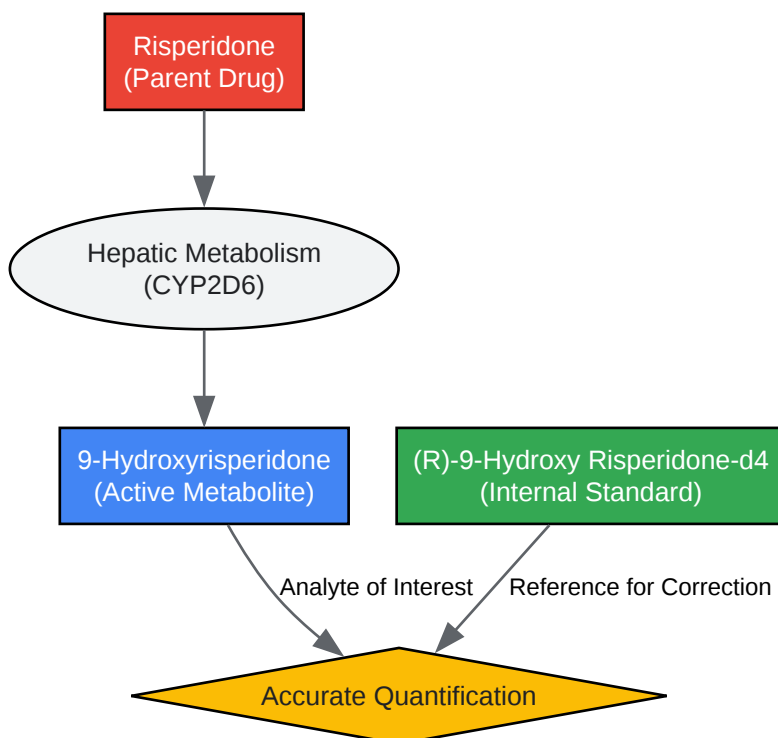 Risperidone
(Parent Drug)
Hepatic Metabolism
(CYP2D6)
9-Hydroxyrisperidone
(Active Metabolite)
(R)-9-Hydroxy Risperidone-d4
(Internal Standard)
Analyte of Interest
Reference for Correction
Accurate Quantification